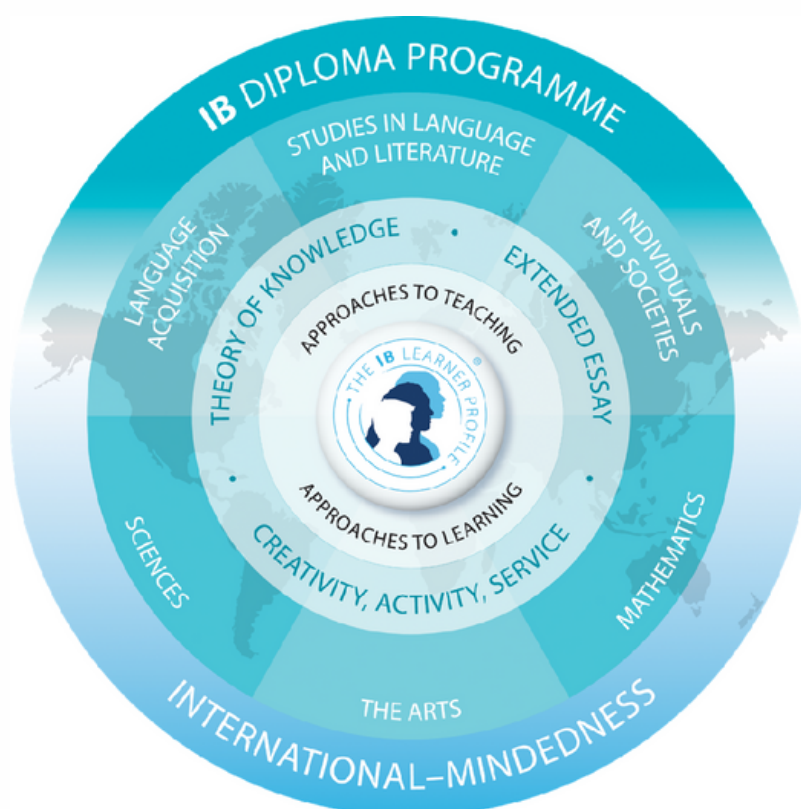 IB DIPLOMA PROGRAMME
STUDIES IN LANGUAGE
AND LITERATURE
LANGUAGE
ACQUISITION
INDIVIDUALS
AND SOCIETIES
THEORY OF KNOWLEDGE •
EXTENDED ESSAY •
APPROACHES TO TEACHING
THE IB LEARNER PROFILE®
APPROACHES TO LEARNING
• CREATIVITY, ACTIVITY, SERVICE
SCIENCES
MATHEMATICS
THE ARTS
INTERNATIONAL–MINDEDNESS